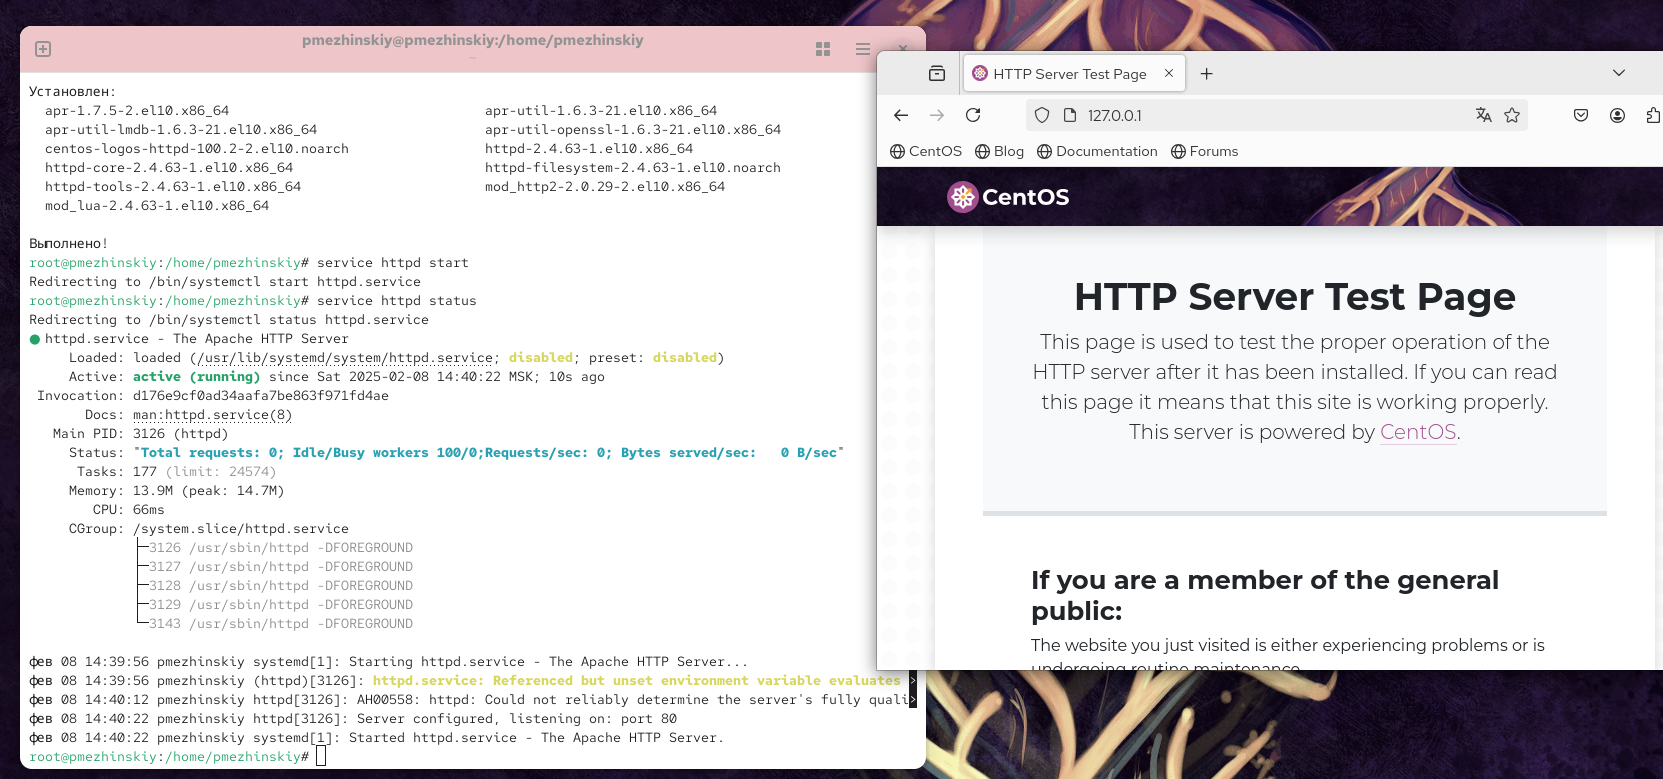 pmezhinskiy@pmezhinskiy:/home/pmezhinskiy
Установлен:
apr-1.7.5-2.el10.x86_64 apr-util-1.6.3-21.el10.x86_64
apr-util-lmdb-1.6.3-21.el10.x86_64 apr-util-openssl-1.6.3-21.el10.x86_64
centos-logos-httpd-100.2-2.el10.noarch httpd-2.4.63-1.el10.x86_64
httpd-core-2.4.63-1.el10.x86_64 httpd-filesystem-2.4.63-1.el10.noarch
httpd-tools-2.4.63-1.el10.x86_64 mod_http2-2.0.29-2.el10.x86_64
mod_lua-2.4.63-1.el10.x86_64
Выполнено!
root@pmezhinskiy:/home/pmezhinskiy# service httpd start
Redirecting to /bin/systemctl start httpd.service
root@pmezhinskiy:/home/pmezhinskiy# service httpd status
Redirecting to /bin/systemctl status httpd.service
● httpd.service - The Apache HTTP Server
Loaded: loaded (/usr/lib/systemd/system/httpd.service; disabled; preset: disabled)
Active: active (running) since Sat 2025-02-08 14:40:22 MSK; 10s ago
Invocation: d176e9cf0ad34aafa7be863f971fd4ae
Docs: man:httpd.service(8)
Main PID: 3126 (httpd)
Status: "Total requests: 0; Idle/Busy workers 100/0;Requests/sec: 0; Bytes served/sec: 0 B/sec"
Tasks: 177 (limit: 24574)
Memory: 13.9M (peak: 14.7M)
CPU: 66ms
CGroup: /system.slice/httpd.service
├─3126 /usr/sbin/httpd -DFOREGROUND
├─3127 /usr/sbin/httpd -DFOREGROUND
├─3128 /usr/sbin/httpd -DFOREGROUND
├─3129 /usr/sbin/httpd -DFOREGROUND
└─3143 /usr/sbin/httpd -DFOREGROUND
фев 08 14:39:56 pmezhinskiy systemd[1]: Starting httpd.service - The Apache HTTP Server...
фев 08 14:39:56 pmezhinskiy (httpd)[3126]: httpd.service: Referenced but unset environment variable evaluates >
фев 08 14:40:12 pmezhinskiy httpd[3126]: AH00558: httpd: Could not reliably determine the server's fully quali>
фев 08 14:40:22 pmezhinskiy httpd[3126]: Server configured, listening on: port 80
фев 08 14:40:22 pmezhinskiy systemd[1]: Started httpd.service - The Apache HTTP Server.
root@pmezhinskiy:/home/pmezhinskiy#
HTTP Server Test Page
127.0.0.1
CentOS Blog Documentation Forums
CentOS
HTTP Server Test Page
This page is used to test the proper operation of the
HTTP server after it has been installed. If you can read
this page it means that this site is working properly.
This server is powered by CentOS.
If you are a member of the general
public:
The website you just visited is either experiencing problems or is
undergoing routine maintenance.